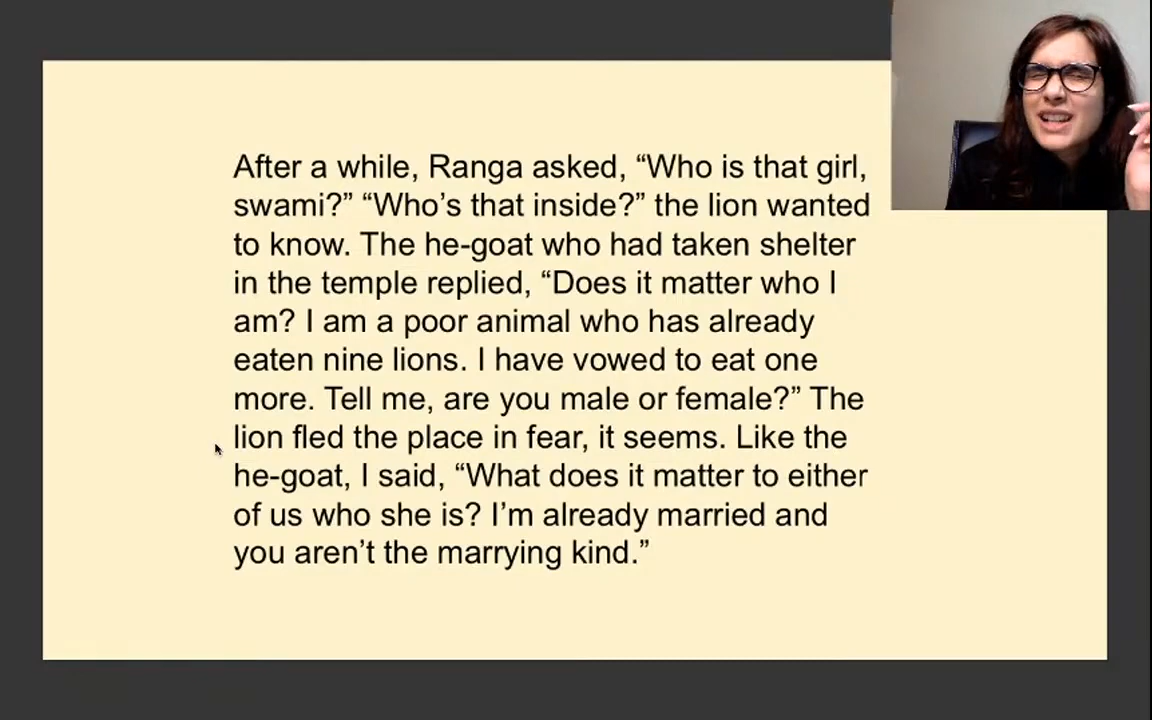 After a while, Ranga asked, “Who is that girl,
swami?” “Who’s that inside?” the lion wanted
to know. The he-goat who had taken shelter
in the temple replied, “Does it matter who I
am? I am a poor animal who has already
eaten nine lions. I have vowed to eat one
more. Tell me, are you male or female?” The
lion fled the place in fear, it seems. Like the
he-goat, I said, “What does it matter to either
of us who she is? I’m already married and
you aren’t the marrying kind.”